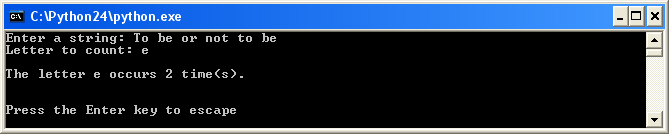 C:\Python24\python.exe
Enter a string: To be or not to be
Letter to count: e
The letter e occurs 2 time(s).
Press the Enter key to escape